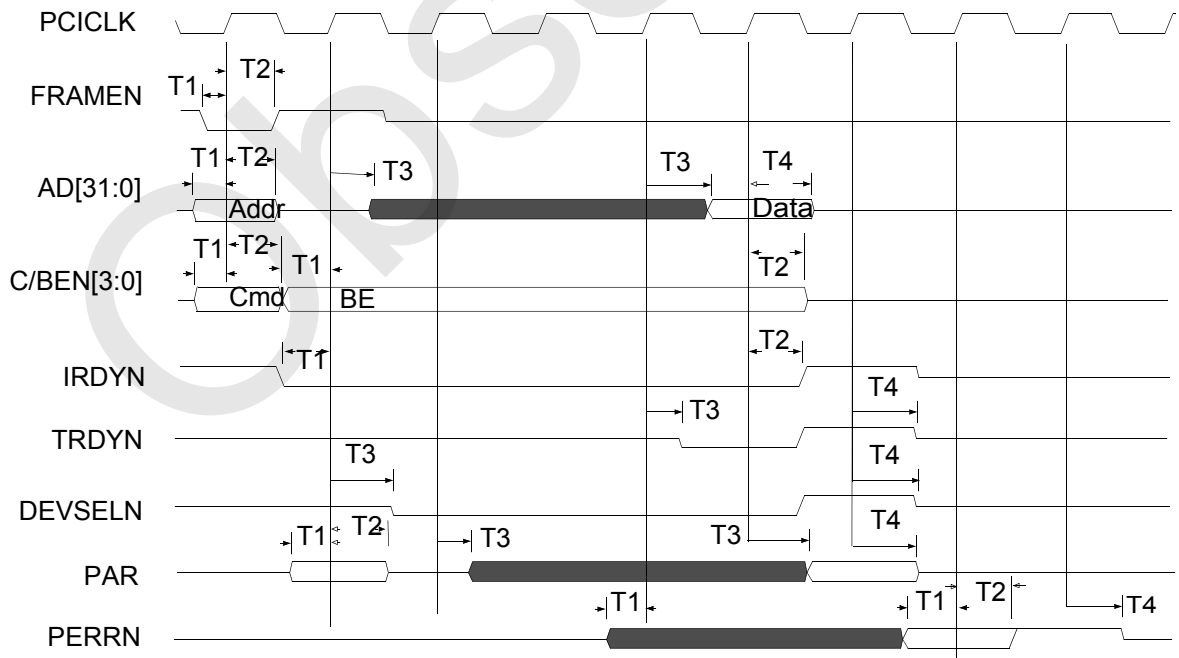 PCICLK
T2
T1
FRAMEN
T1 T2 T3 T3 T4
AD[31:0]
Addr Data
T1 T2 T1 T2
C/BEN[3:0]
Cmd BE
T1 T2
IRDYN
T4
T3
TRDYN
T3 T4
DEVSELN
T1 T2 T3 T3 T4
PAR
T1 T1 T2 T4
PERRN